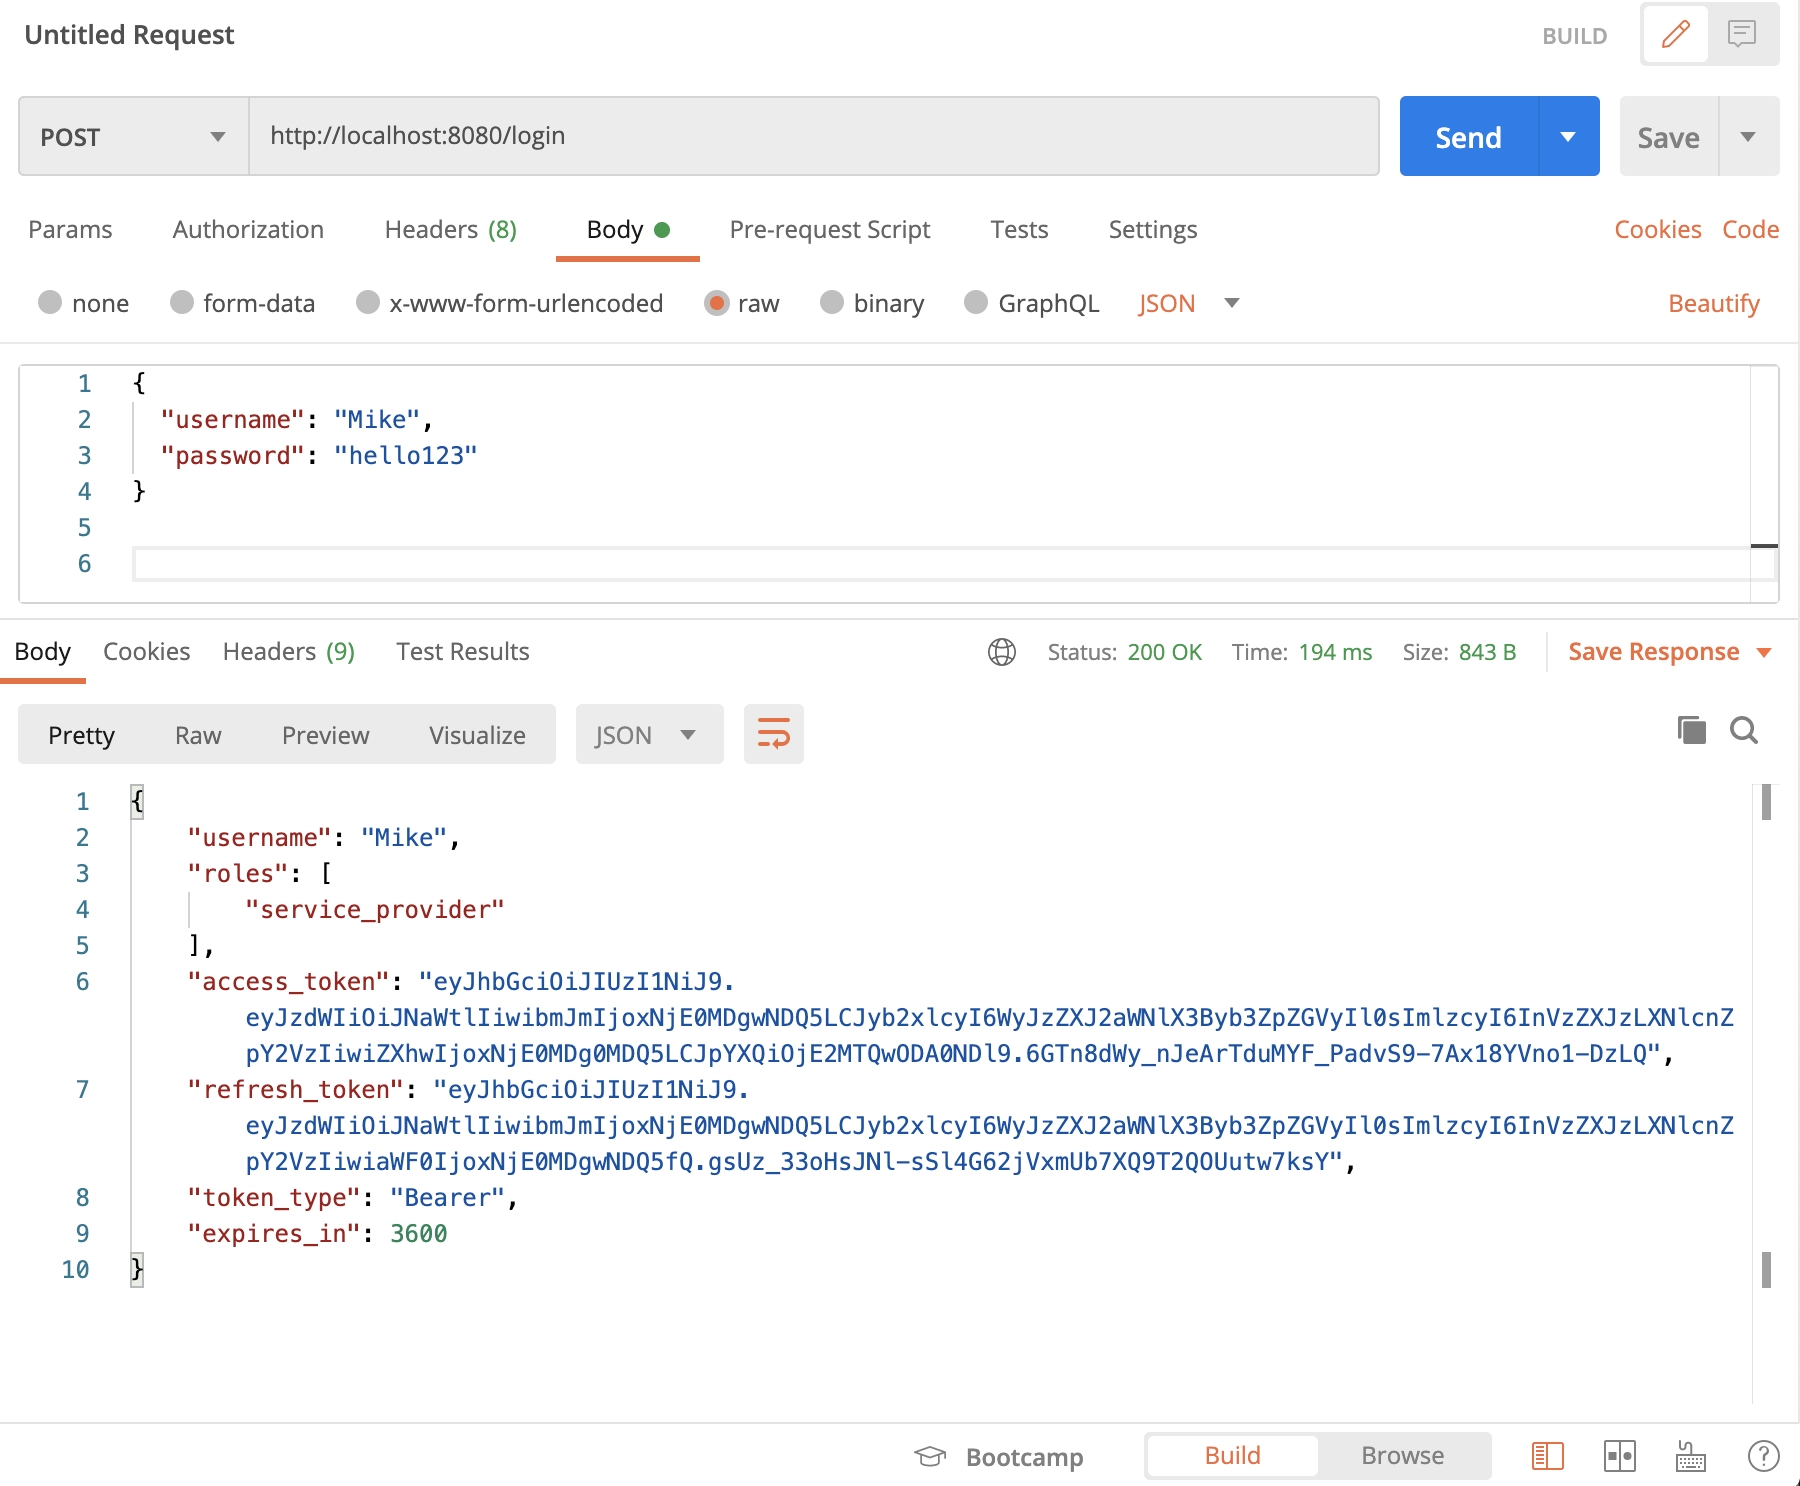 Untitled Request
BUILD
POST
http://localhost:8080/login
Send
Save
Params Authorization Headers (8) Body Pre-request Script Tests Settings Cookies Code
none form-data x-www-form-urlencoded raw binary GraphQL JSON Beautify
1 {
2 "username": "Mike",
3 "password": "hello123"
4 }
5
6
Body Cookies Headers (9) Test Results Status: 200 OK Time: 194 ms Size: 843 B Save Response
Pretty Raw Preview Visualize JSON
1 {
2 "username": "Mike",
3 "roles": [
4 "service_provider"
5 ],
6 "access_token": "eyJhbGciOiJIUzI1NiJ9.
eyJzdWIiOiJNaWtlIiwibmJmIjoxNjE0MDgwNDQ5LCJyb2xlcyI6WyJzZXJ2aWNlX3Byb3ZpZGVyIl0sImlzcyI6InVzZXJzLXNlcnZ
pY2VzIiwiZXhwIjoxNjE0MDg0MDQ5LCJpYXQiOjE2MTQwODA0NDl9.6GTn8dWy_nJeArTduMYF_PadvS9-7Ax18YVno1-DzLQ",
7 "refresh_token": "eyJhbGciOiJIUzI1NiJ9.
eyJzdWIiOiJNaWtlIiwibmJmIjoxNjE0MDgwNDQ5LCJyb2xlcyI6WyJzZXJ2aWNlX3Byb3ZpZGVyIl0sImlzcyI6InVzZXJzLXNlcnZ
pY2VzIiwiaWF0IjoxNjE0MDgwNDQ5fQ.gsUz_33oHsJNl-sSl4G62jVxmUb7XQ9T2QOUutw7ksY",
8 "token_type": "Bearer",
9 "expires_in": 3600
10 }
Bootcamp Build Browse